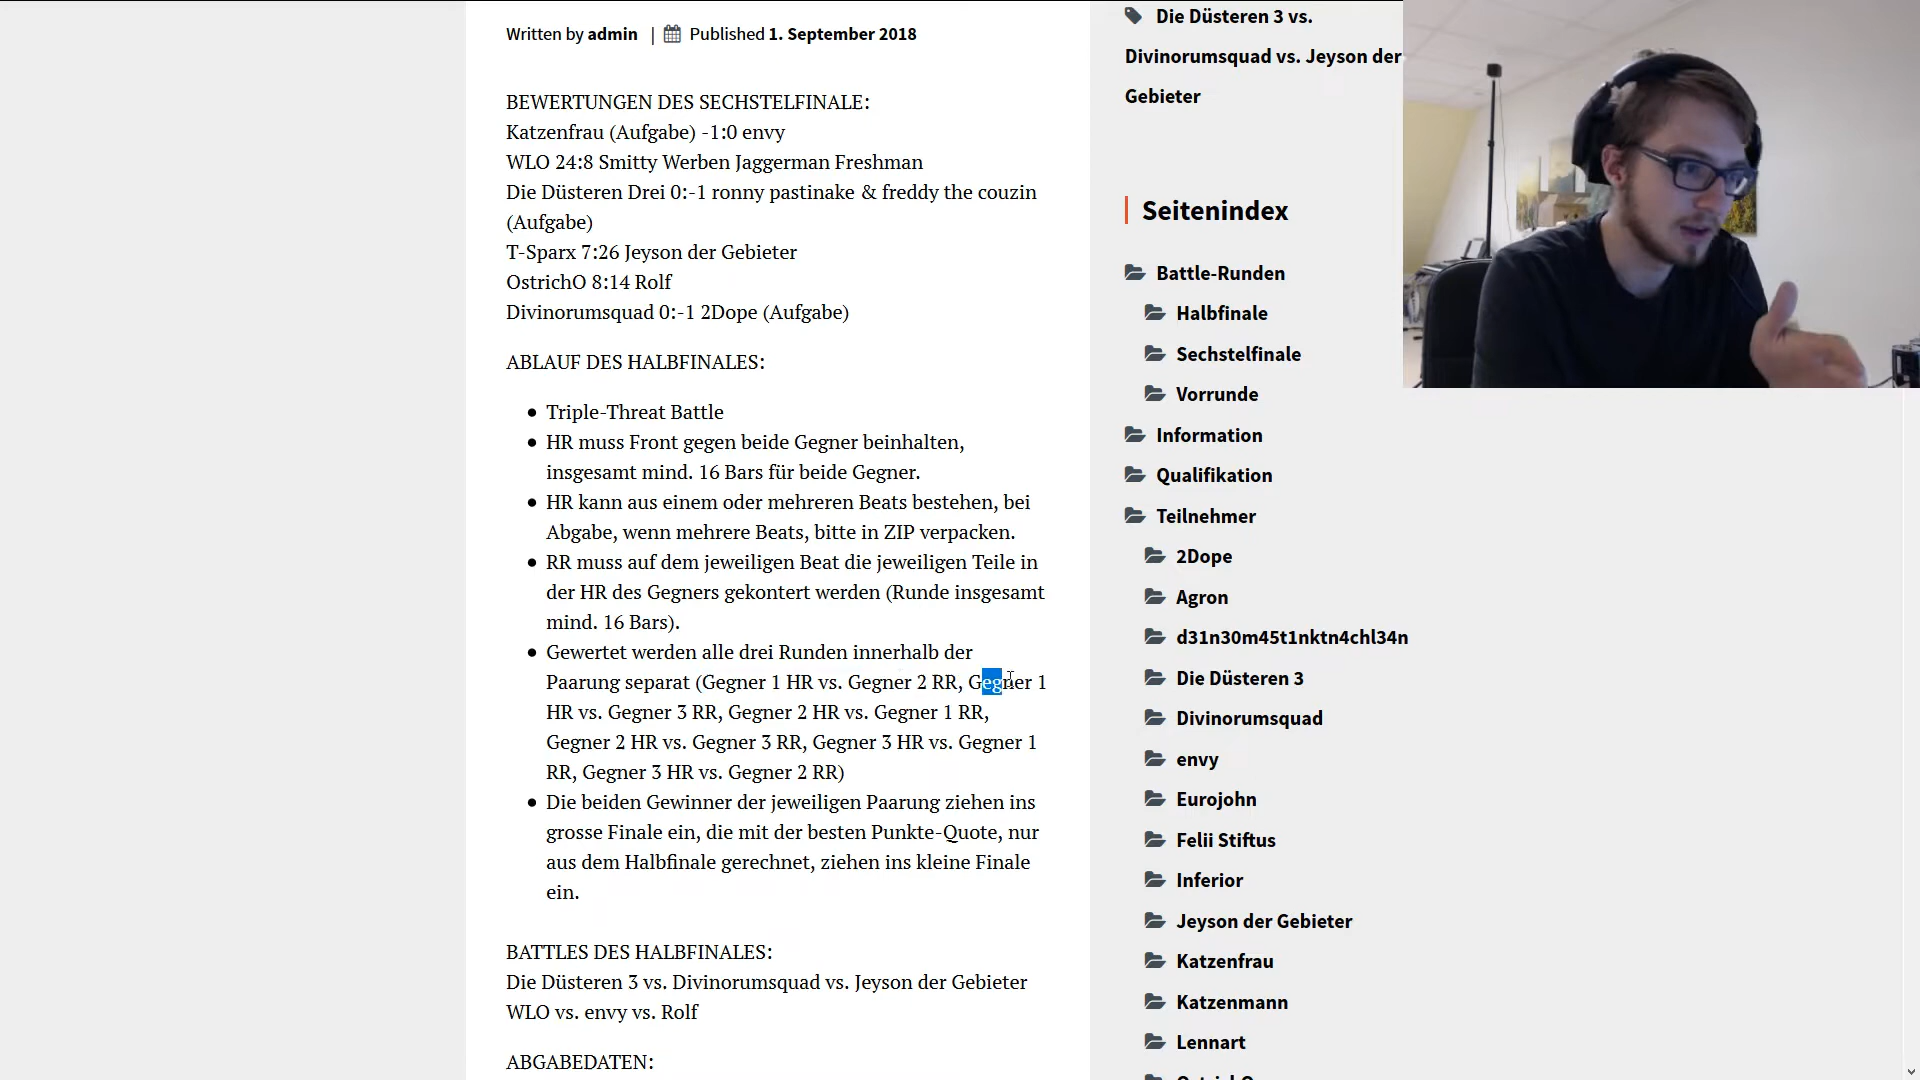 Written by admin | Published 1. September 2018
BEWERTUNGEN DES SECHSTELFINALE:
Katzenfrau (Aufgabe) -1:0 envy
WLO 24:8 Smitty Werben Jaggerman Freshman
Die Düsteren Drei 0:-1 ronny pastinake & freddy the couzin
(Aufgabe)
T-Sparx 7:26 Jeyson der Gebieter
OstrichO 8:14 Rolf
Divinorumsquad 0:-1 2Dope (Aufgabe)
ABLAUF DES HALBFINALES:
● Triple-Threat Battle
● HR muss Front gegen beide Gegner beinhalten,
insgesamt mind. 16 Bars für beide Gegner.
● HR kann aus einem oder mehreren Beats bestehen, bei
Abgabe, wenn mehrere Beats, bitte in ZIP verpacken.
● RR muss auf dem jeweiligen Beat die jeweiligen Teile in
der HR des Gegners gekontert werden (Runde insgesamt
mind. 16 Bars).
● Gewertet werden alle drei Runden innerhalb der
Paarung separat (Gegner 1 HR vs. Gegner 2 RR, Gegner 1
HR vs. Gegner 3 RR, Gegner 2 HR vs. Gegner 1 RR,
Gegner 2 HR vs. Gegner 3 RR, Gegner 3 HR vs. Gegner 1
RR, Gegner 3 HR vs. Gegner 2 RR)
● Die beiden Gewinner der jeweiligen Paarung ziehen ins
grosse Finale ein, die mit der besten Punkte-Quote, nur
aus dem Halbfinale gerechnet, ziehen ins kleine Finale
ein.
BATTLES DES HALBFINALES:
Die Düsteren 3 vs. Divinorumsquad vs. Jeyson der Gebieter
WLO vs. envy vs. Rolf
ABGABEDATEN:
Die Düsteren 3 vs.
Divinorumsquad vs. Jeyson der
Gebieter
Seitenindex
Battle-Runden
Halbfinale
Sechstelfinale
Vorrunde
Information
Qualifikation
Teilnehmer
2Dope
Agron
d31n30m45t1nktn4chl34n
Die Düsteren 3
Divinorumsquad
envy
Eurojohn
Felii Stiftus
Inferior
Jeyson der Gebieter
Katzenfrau
Katzenmann
Lennart